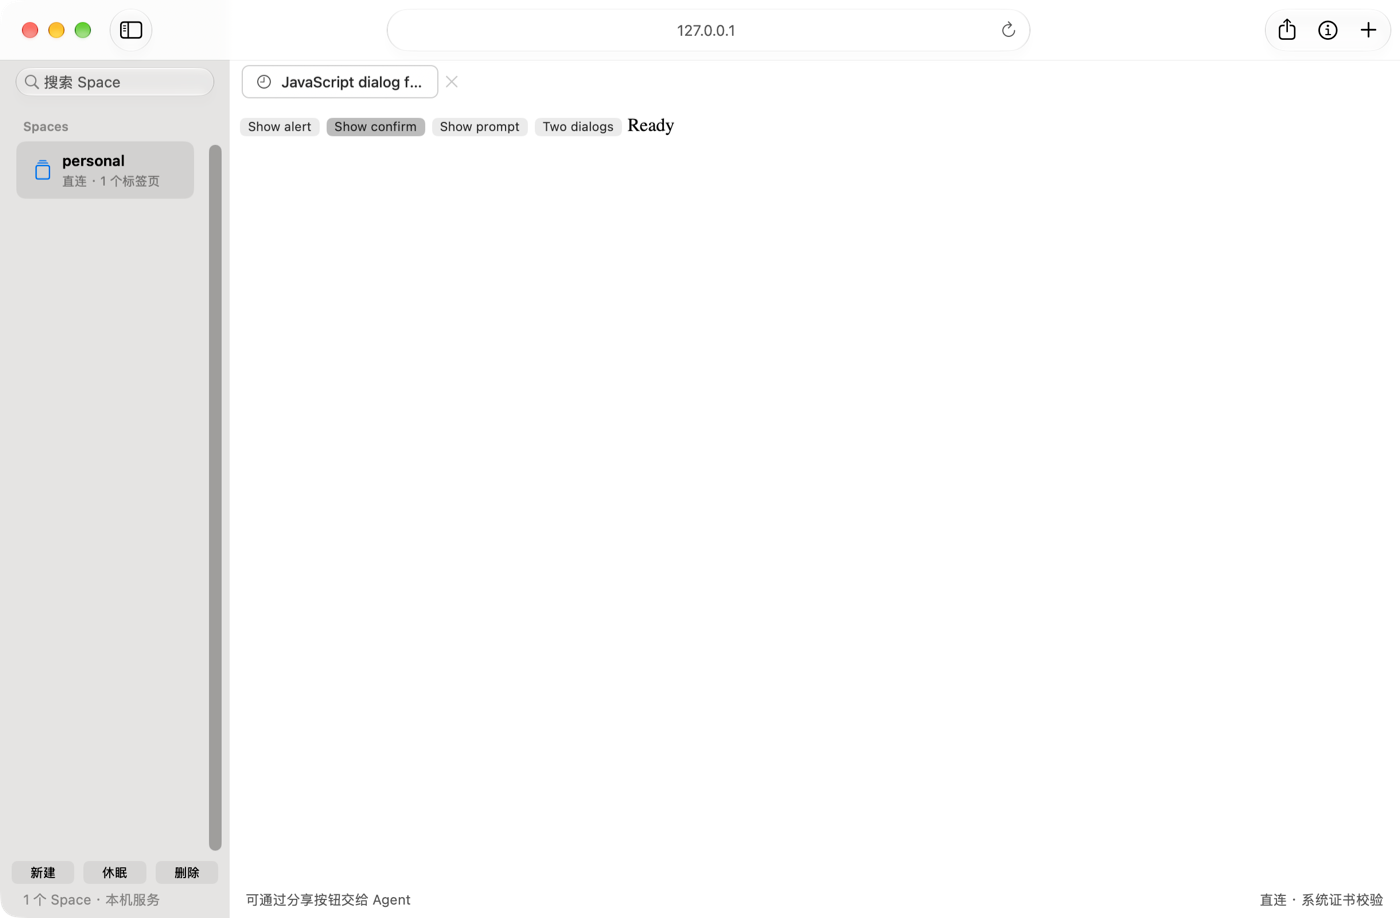 127.0.0.1
搜索 Space
JavaScript dialog f...
Spaces
Show alert Show confirm Show prompt Two dialogs Ready
personal
直连 · 1 个标签页
新建 休眠 删除
1 个 Space · 本机服务
可通过分享按钮交给 Agent
直连 · 系统证书校验